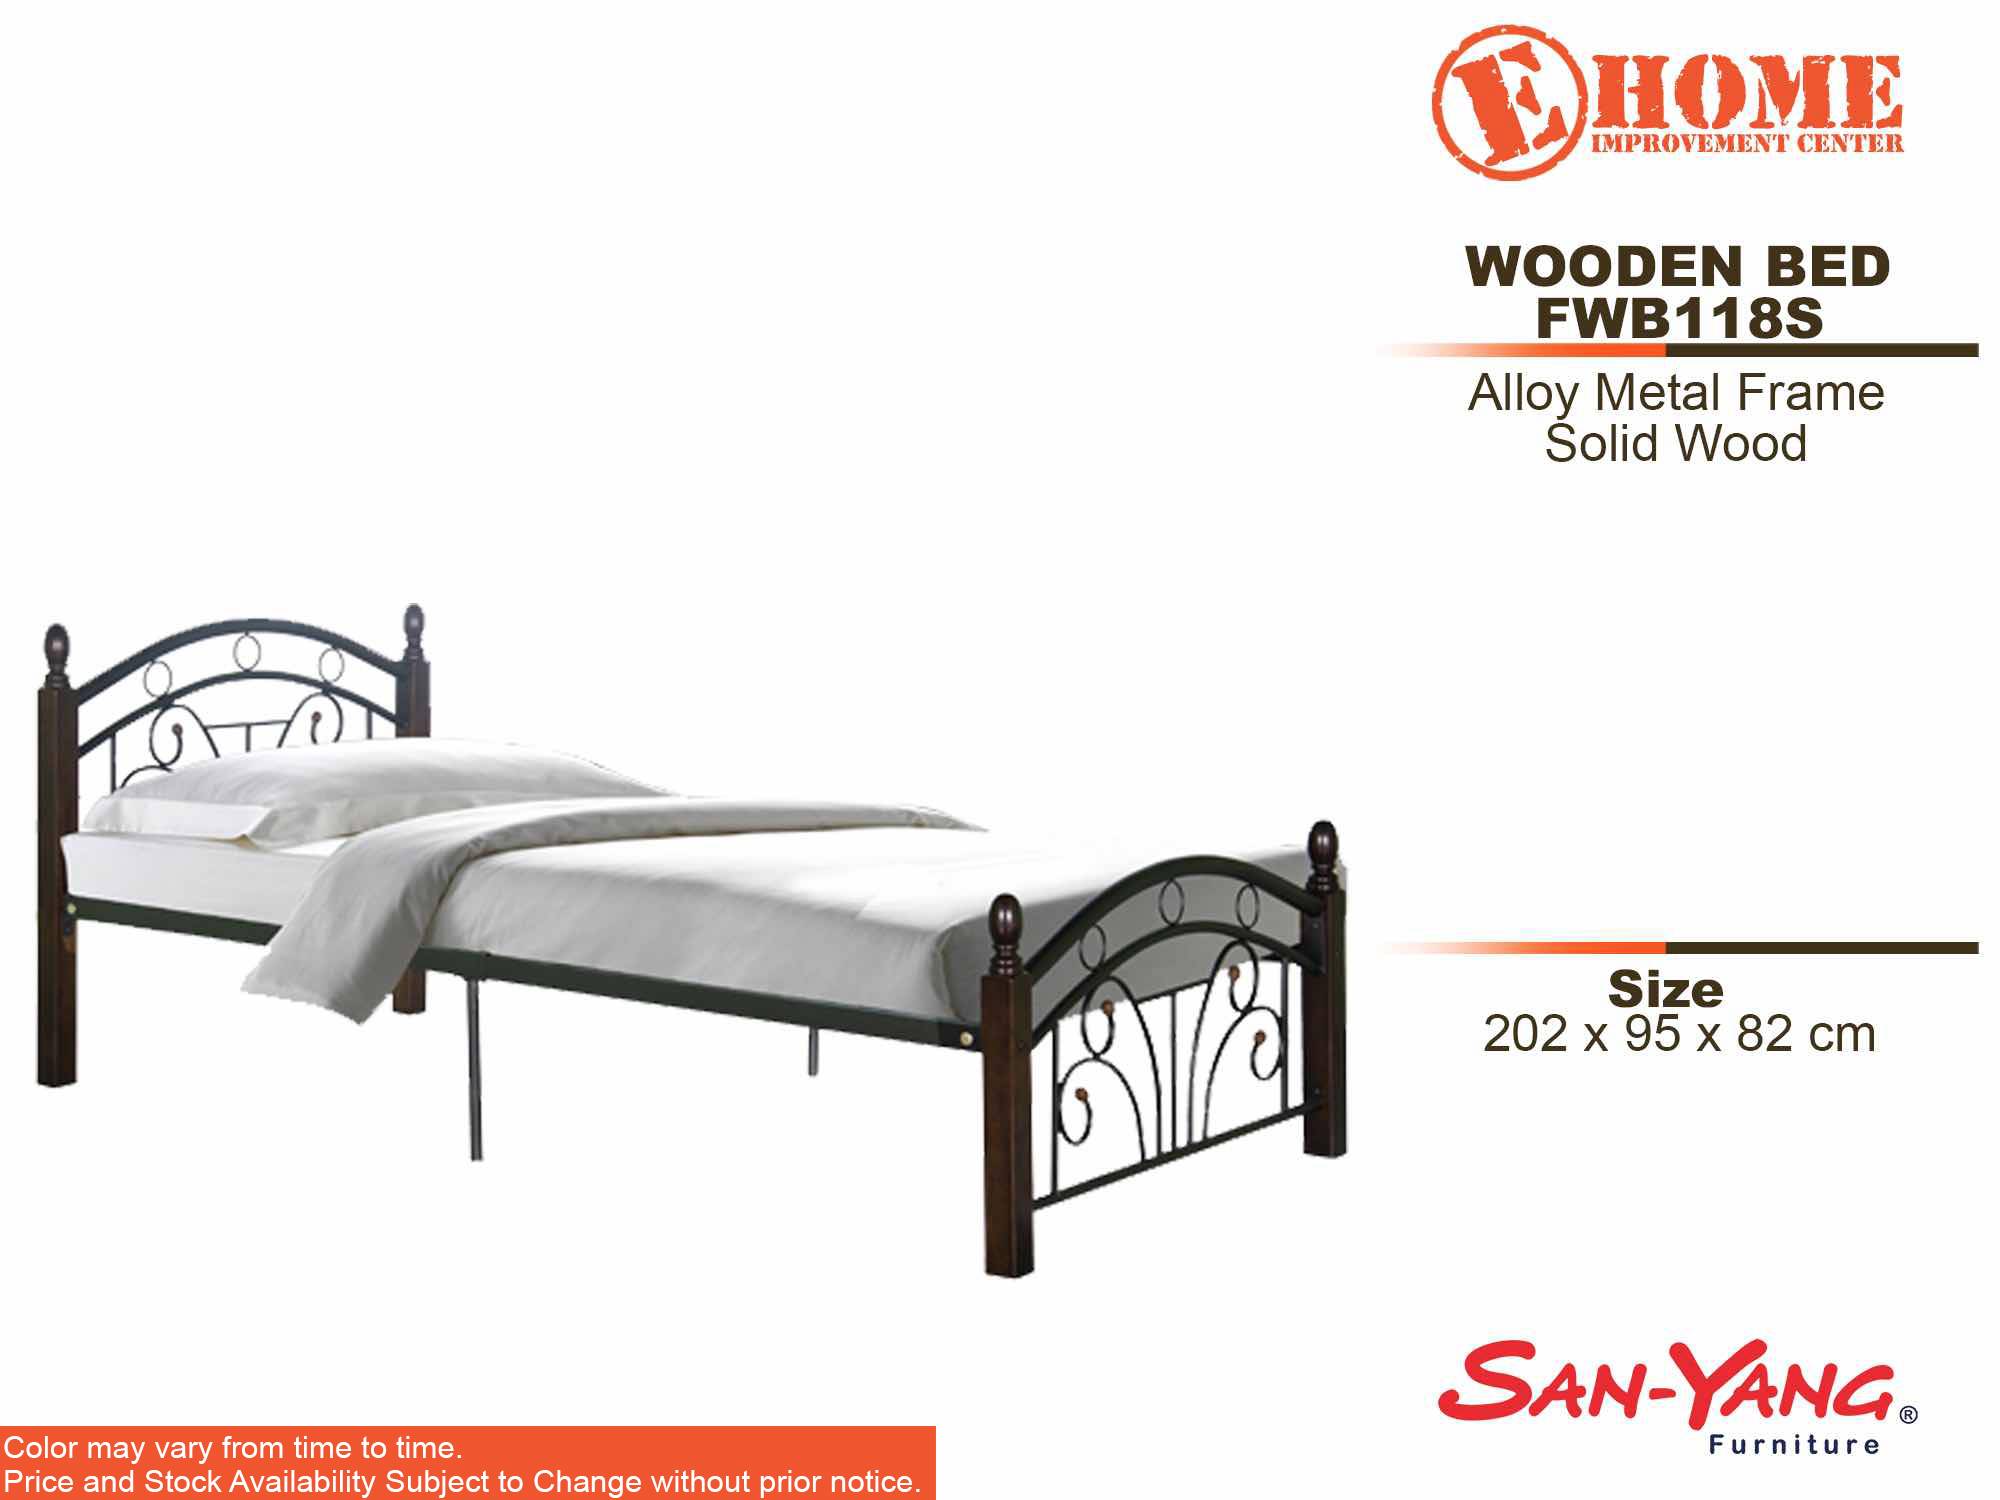 E HOME
IMPROVEMENT CENTER
WOODEN BED
FWB118S
Alloy Metal Frame
Solid Wood
Size
202 x 95 x 82 cm
SAN-YANG®
Furniture
Color may vary from time to time.
Price and Stock Availability Subject to Change without prior notice.